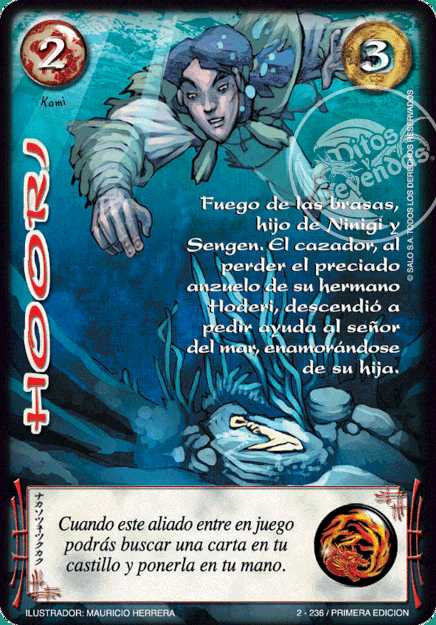 2
3
Kami
Mitos
y
Leyendas
HOORI
Fuego de las brasas,
hijo de Ninigi y
Sengen. El cazador, al
perder el preciado
anzuelo de su hermano
Hoderi, descendió a
pedir ayuda al señor
del mar, enamorándose
de su hija.
© SALO S.A. TODOS LOS DERECHOS RESERVADOS
Cuando este aliado entre en juego
podrás buscar una carta en tu
castillo y ponerla en tu mano.
ILUSTRADOR: MAURICIO HERRERA
2 - 236 / PRIMERA EDICION